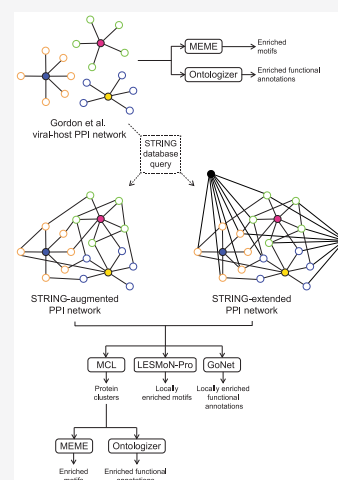 MEME
Enriched
motifs
Ontologizer
Enriched functional
annotations
Gordon et al.
viral-host PPI network
STRING
database
query
STRING-augmented
PPI network
STRING-extended
PPI network
MCL
LESMoN-Pro
GoNet
Protein
clusters
Locally
enriched motifs
Locally enriched
functional
annotations
MEME
Ontologizer
Enriched
motifs
Enriched functional
annotations